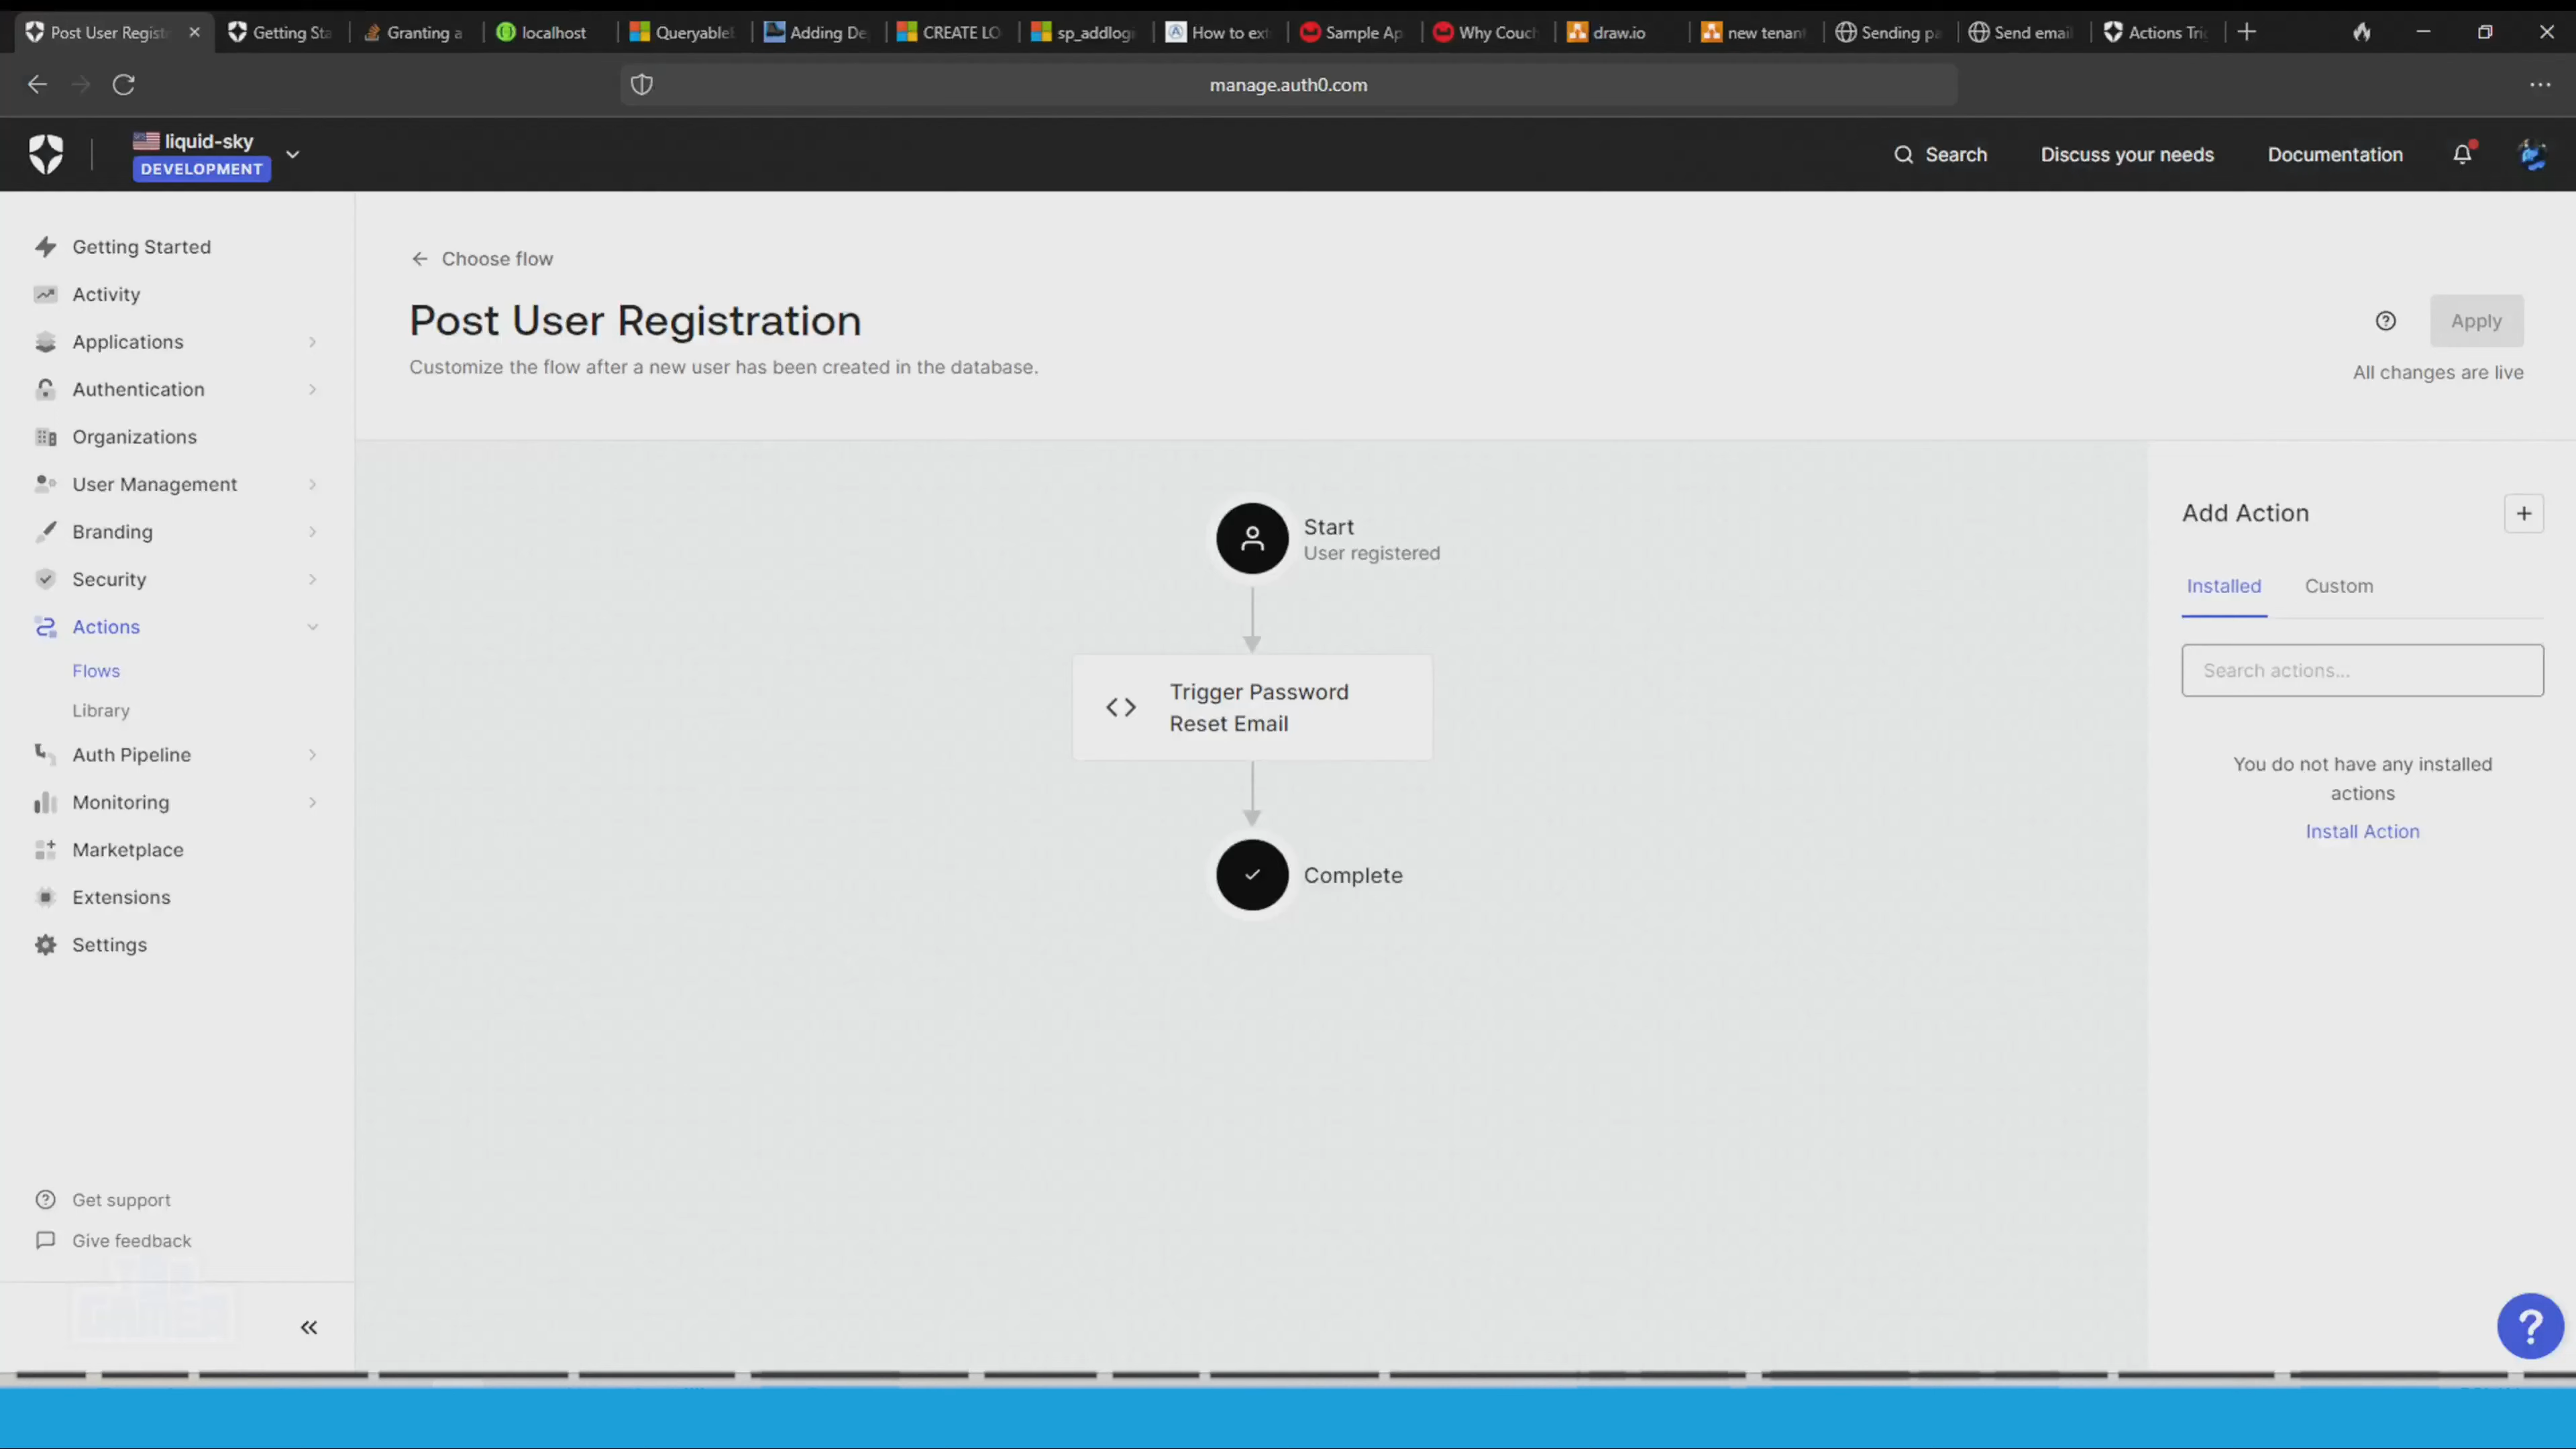 Post User Regist
Getting Sta
Granting a
localhost
Queryable
Adding De
CREATE LO
sp_addlogi
How to ext
Sample Ap
Why Couch
draw.io
new tenant
Sending pa
Send email
Actions Tri
manage.auth0.com
liquid-sky
DEVELOPMENT
Search
Discuss your needs
Documentation
Getting Started
Activity
Applications
Authentication
Organizations
User Management
Branding
Security
Actions
Flows
Library
Auth Pipeline
Monitoring
Marketplace
Extensions
Settings
Get support
Give feedback
Choose flow
Post User Registration
Customize the flow after a new user has been created in the database.
Apply
All changes are live
Start
User registered
Trigger Password
Reset Email
Complete
Add Action
Installed
Custom
Search actions...
You do not have any installed
actions
Install Action